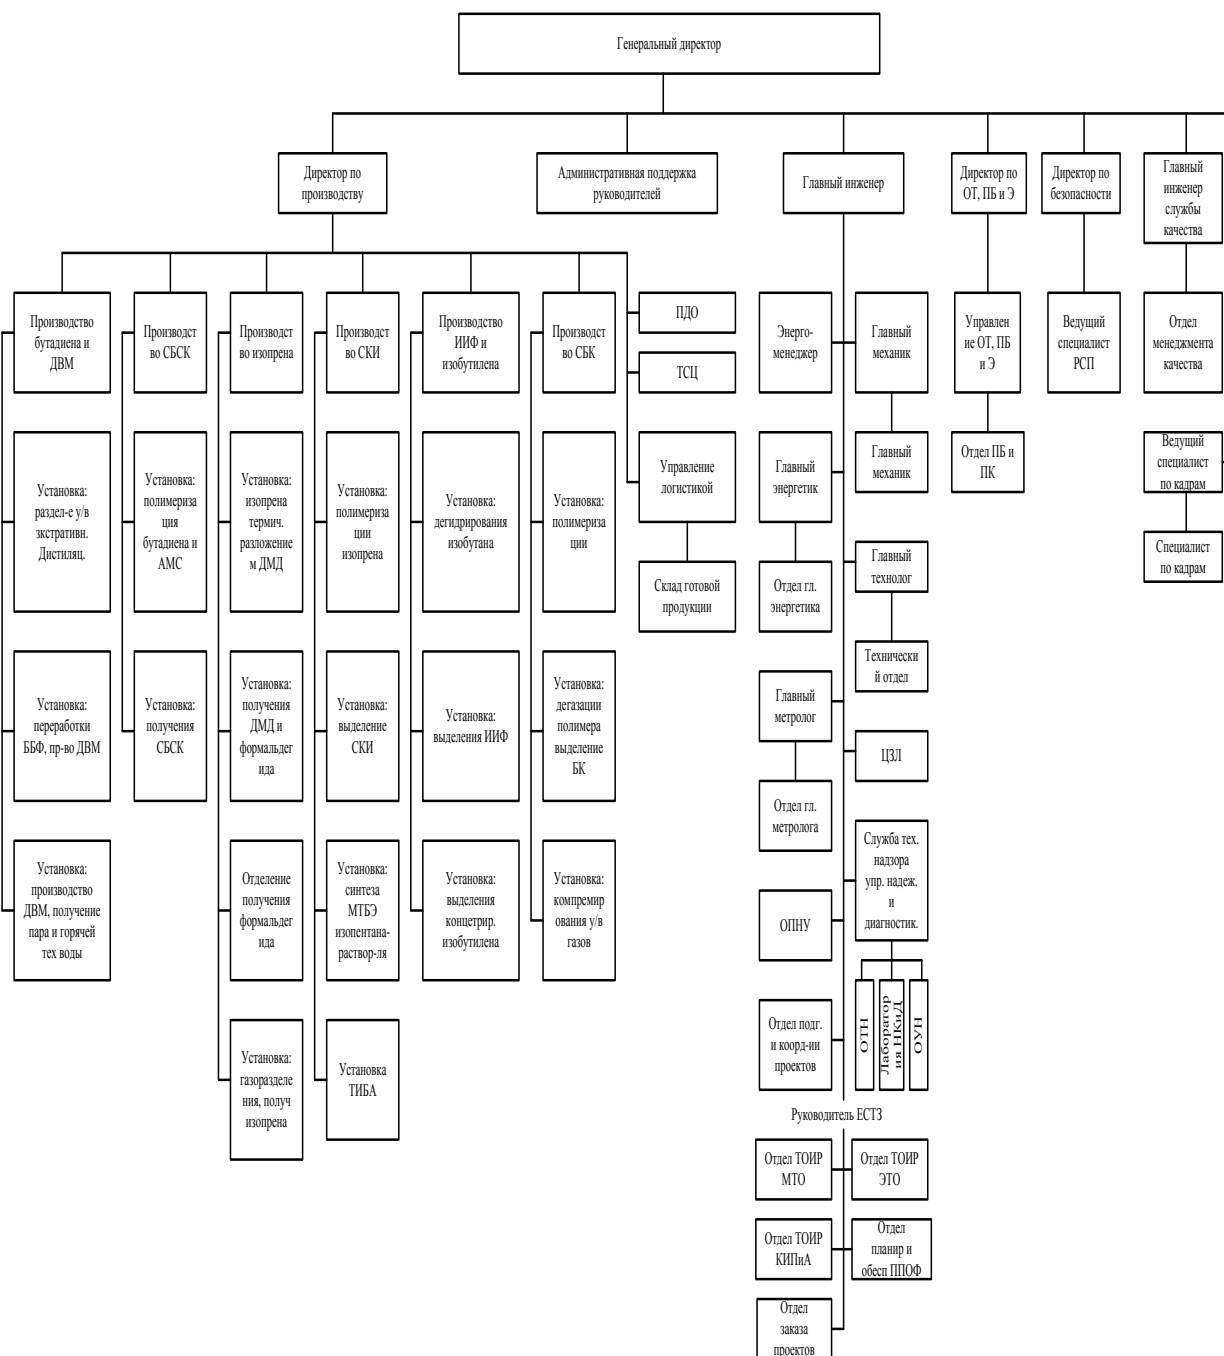 Генеральный директор
Директор по
производству
Административная поддержка
руководителей
Главный инженер
Директор по
ОТ, ПБ и Э
Директор по
безопасности
Главный
инженер
службы
качества
Производство
бутадиена и
ДВМ
Производст
во СБСК
Производст
во изопрена
Производст
во СКИ
Производство
ИИФ и
изобутилена
Производст
во СБК
ПДО
ТСЦ
Энерго-
менеджер
Главный
механик
Управлен
ие ОТ, ПБ
и Э
Ведущий
специалист
РСП
Отдел
менеджмента
качества
Установка:
раздел-е у/в
зкстративн.
Дистиляц.
Установка:
полимериза
ция
бутадиена и
АМС
Установка:
изопрена
термич.
разложение
м ДМД
Установка:
полимериза
ции
изопрена
Установка:
дегидрирования
изобутана
Установка:
полимериза
ции
Управление
логистикой
Главный
энергетик
Главный
механик
Отдел ПБ и
ПК
Ведущий
специалист
по кадрам
Склад готовой
продукции
Отдел гл.
энергетика
Главный
технолог
Специалист
по кадрам
Установка:
переработки
ББФ, пр-во ДВМ
Установка:
получения
СБСК
Установка:
получения
ДМД и
формальдег
ида
Установка:
выделение
СКИ
Установка:
выделения ИИФ
Установка:
дегазации
полимера
выделение
БК
Главный
метролог
Технически
й отдел
ЦЗЛ
Отдел гл.
метролога
Установка:
производство
ДВМ, получение
пара и горячей
тех воды
Отделение
получения
формальдег
ида
Установка:
синтеза
МТБЭ
изопентана-
раствор-ля
Установка:
выделения
концетрир.
изобутилена
Установка:
компремир
ования у/в
газов
ОПНУ
Служба тех.
надзора
упр. надеж.
и
диагностик.
Установка:
газоразделе
ния, получ
изопрена
Установка
ТИБА
Отдел подг.
и коорд-ии
проектов
ОТН
Лаборатор
ия НКиД
ОУН
Руководитель ЕСТЗ
Отдел ТОИР
МТО
Отдел ТОИР
ЭТО
Отдел ТОИР
КИПиА
Отдел
планир и
обесп ППОФ
Отдел
заказа
проектов